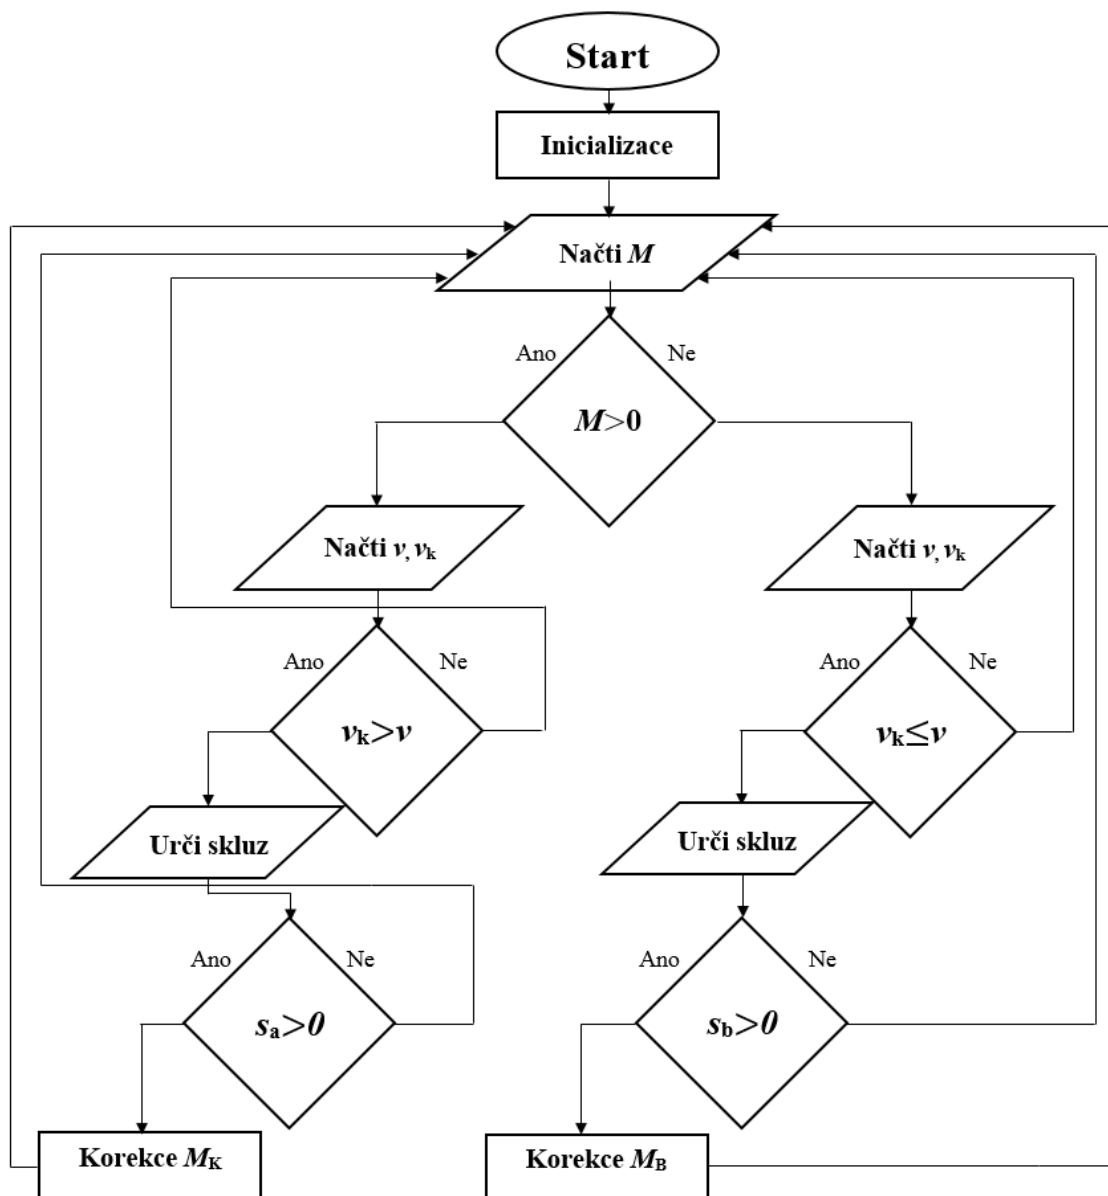 Start
Inicializace
Načti M
Ano
Ne
M>0
Načti v, vk
Načti v, vk
Ano
Ne
Ano
Ne
vk>v
vk≤v
Urči skluz
Urči skluz
Ano
Ne
Ano
Ne
sa>0
sb>0
Korekce MK
Korekce MB